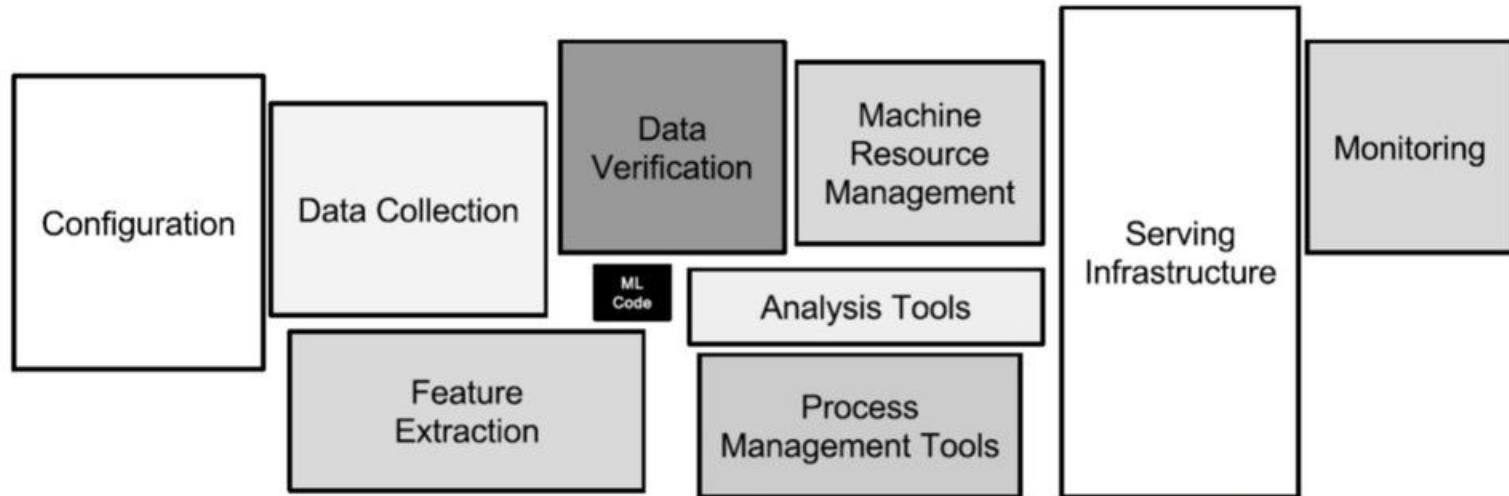 Configuration
Data Collection
Data
Verification
Machine
Resource
Management
Monitoring
Serving
Infrastructure
ML
Code
Analysis Tools
Feature
Extraction
Process
Management Tools